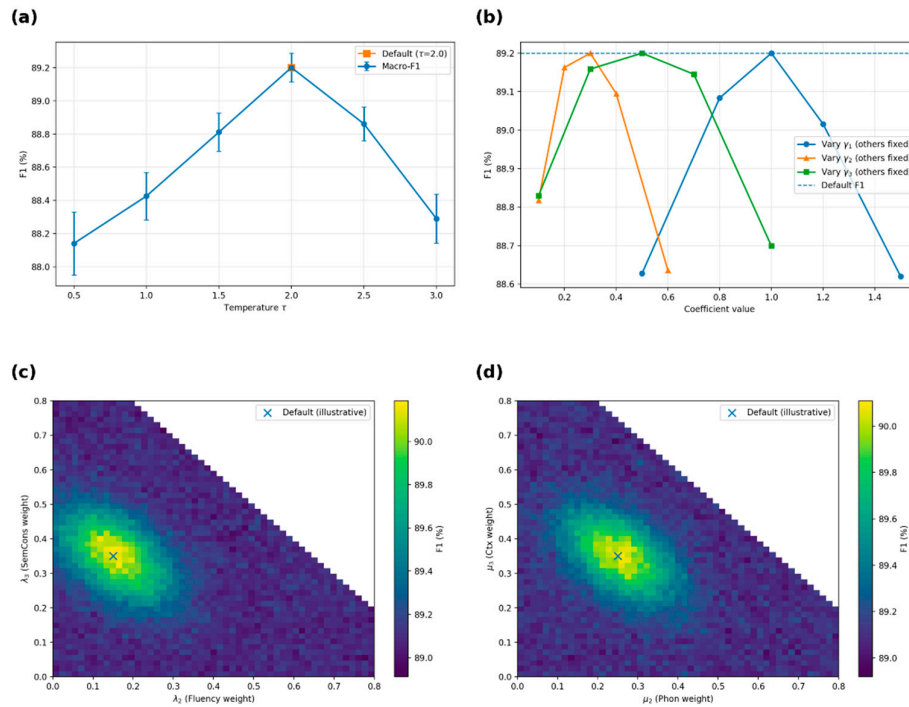 (a)
Default (τ=2.0)
Macro-F1
F1 (%)
89.2
89.0
88.8
88.6
88.4
88.2
88.0
0.5 1.0 1.5 2.0 2.5 3.0
Temperature τ
(b)
Vary γ₁ (others fixed)
Vary γ₂ (others fixed)
Vary γ₃ (others fixed)
Default F1
F1 (%)
89.2
89.1
89.0
88.9
88.8
88.7
88.6
0.2 0.4 0.6 0.8 1.0 1.2 1.4
Coefficient value
(c)
Default (illustrative)
λ₃ (SemCons weight)
0.8
0.7
0.6
0.5
0.4
0.3
0.2
0.1
0.0
0.0 0.1 0.2 0.3 0.4 0.5 0.6 0.7 0.8
λ₂ (Fluency weight)
90.0
89.8
89.6
89.4
89.2
89.0
F1 (%)
(d)
Default (illustrative)
μ₃ (Ctx weight)
0.8
0.7
0.6
0.5
0.4
0.3
0.2
0.1
0.0
0.0 0.1 0.2 0.3 0.4 0.5 0.6 0.7 0.8
μ₂ (Phon weight)
90.0
89.8
89.6
89.4
89.2
89.0
F1 (%)